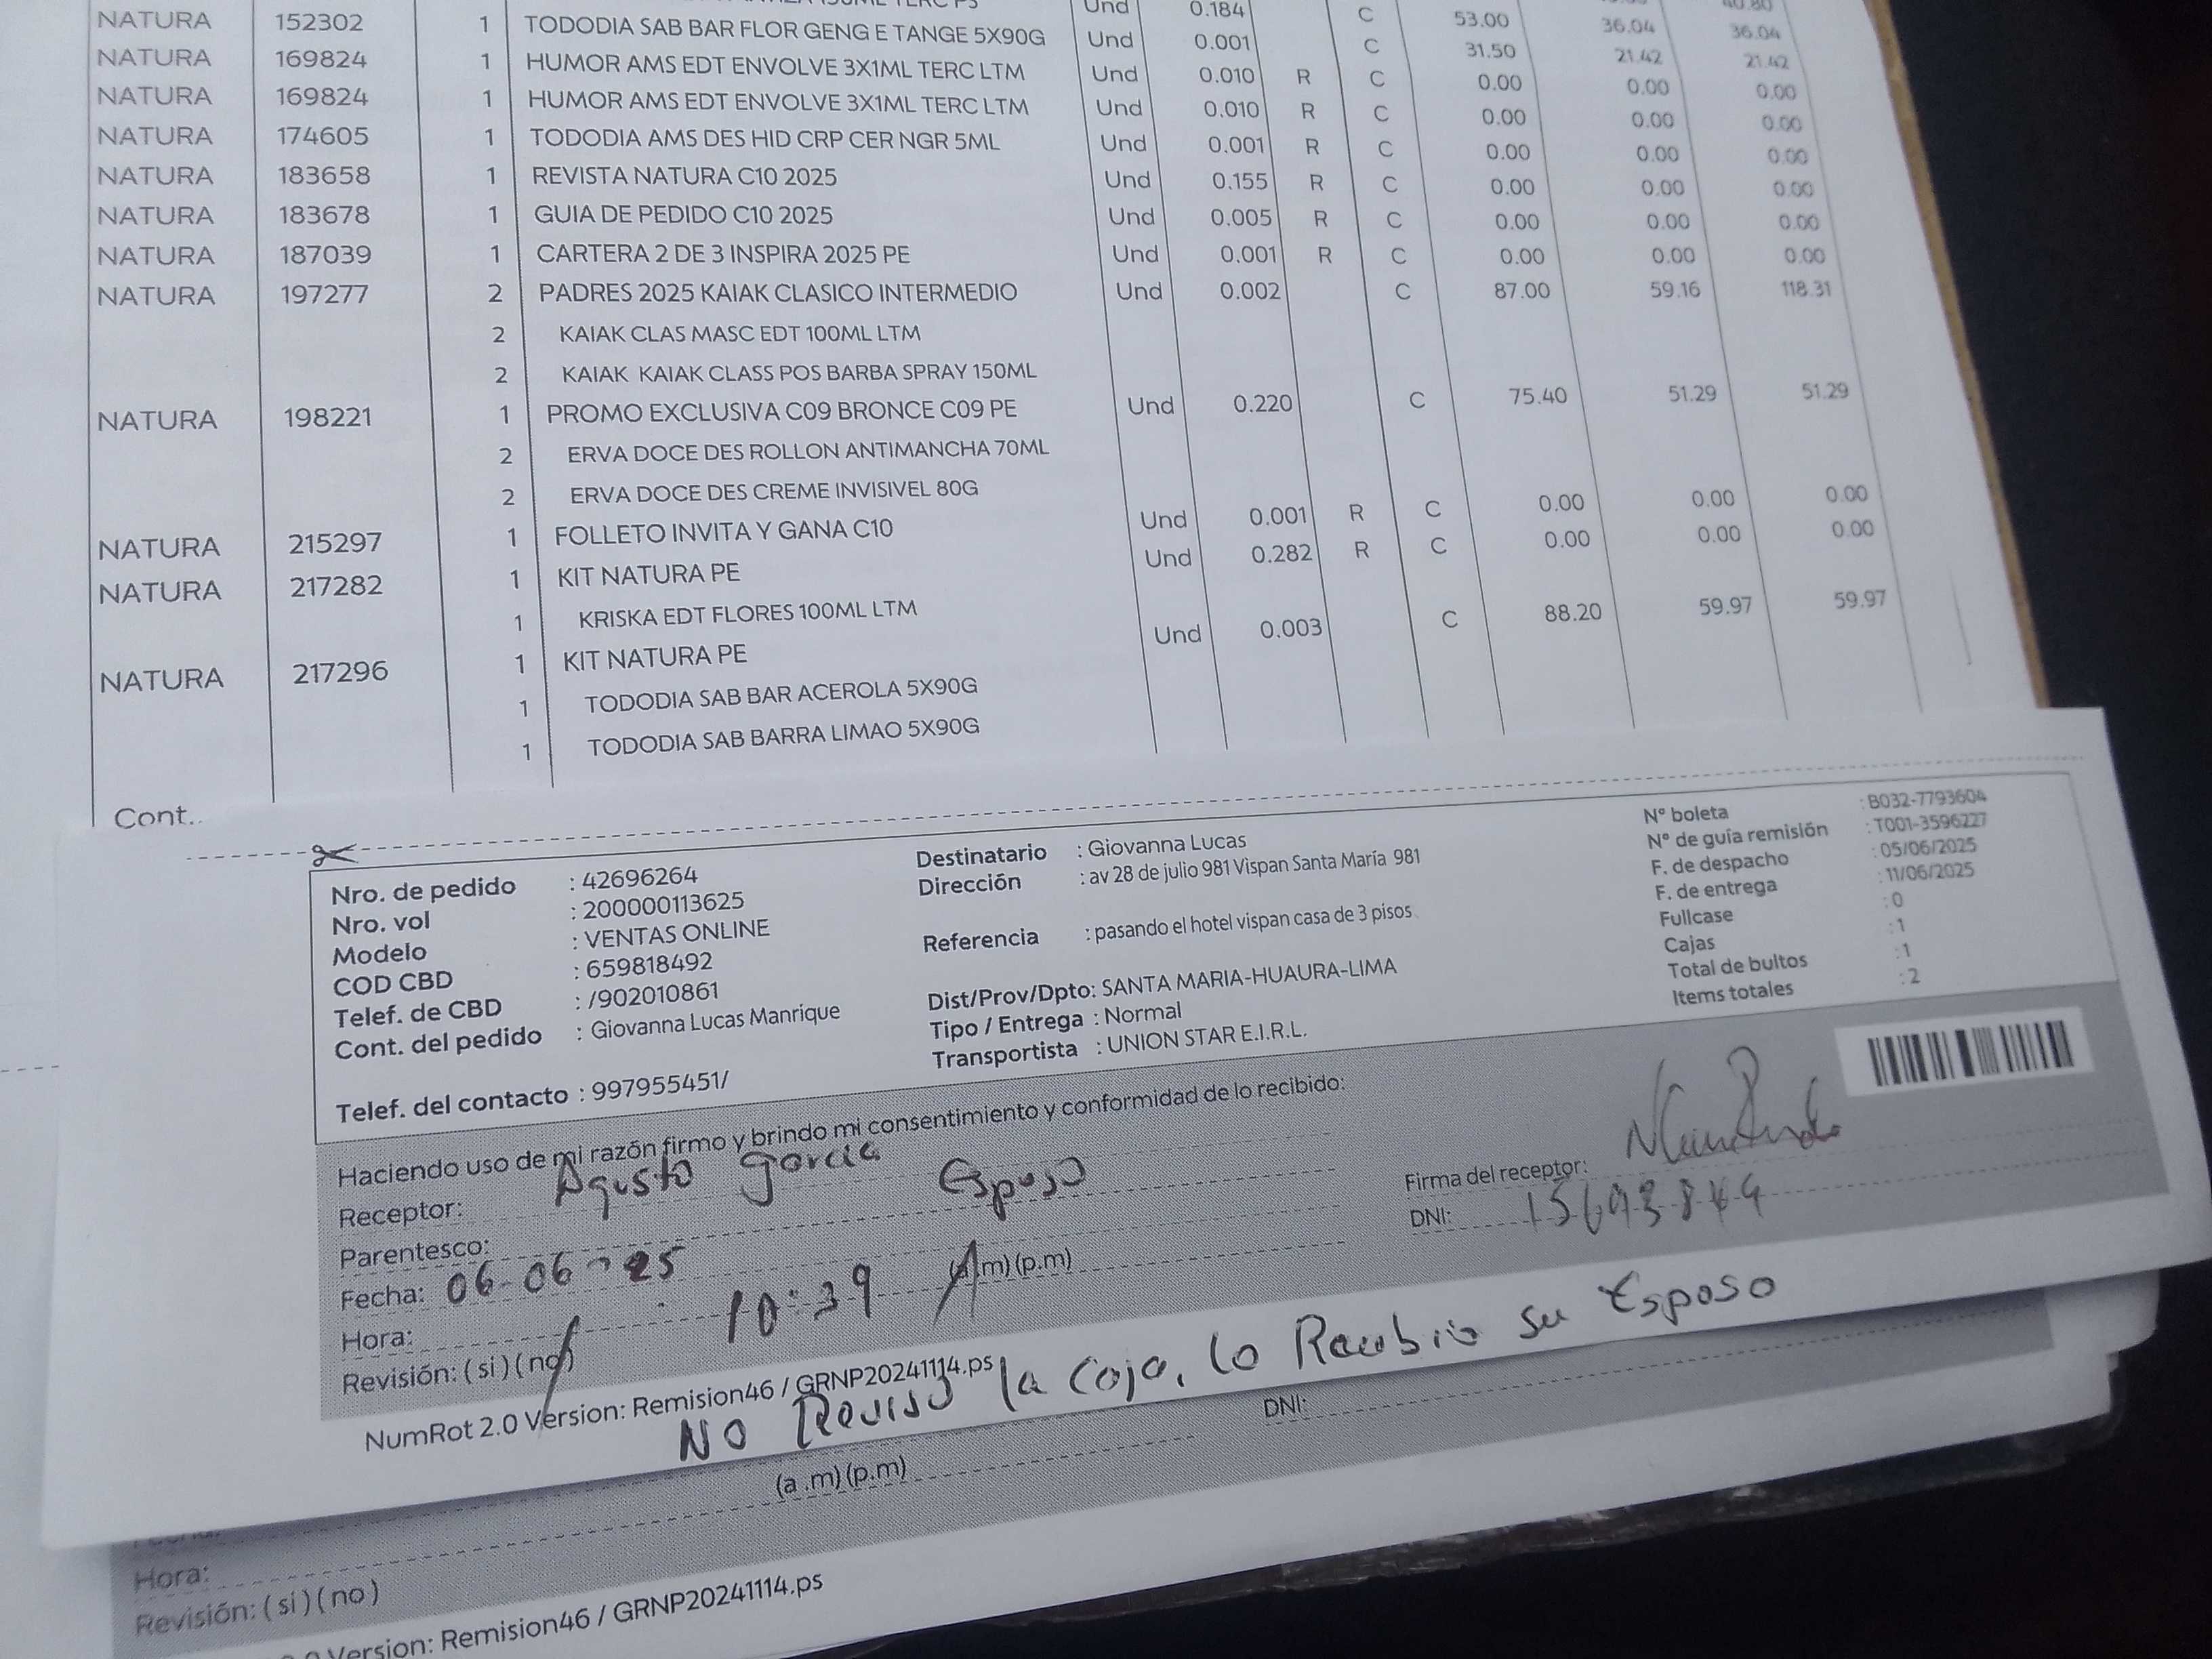 150ML TERC PS Und 0.184 C 40.80
NATURA 152302 1 TODODIA SAB BAR FLOR GENG E TANGE 5X90G Und 0.001 C 53.00 36.04 36.04
NATURA 169824 1 HUMOR AMS EDT ENVOLVE 3X1ML TERC LTM Und 0.010 R C 31.50 21.42 21.42
NATURA 169824 1 HUMOR AMS EDT ENVOLVE 3X1ML TERC LTM Und 0.010 R C 0.00 0.00 0.00
NATURA 174605 1 TODODIA AMS DES HID CRP CER NGR 5ML Und 0.001 R C 0.00 0.00 0.00
NATURA 183658 1 REVISTA NATURA C10 2025 Und 0.155 R C 0.00 0.00 0.00
NATURA 183678 1 GUIA DE PEDIDO C10 2025 Und 0.005 R C 0.00 0.00 0.00
NATURA 187039 1 CARTERA 2 DE 3 INSPIRA 2025 PE Und 0.001 R C 0.00 0.00 0.00
NATURA 197277 2 PADRES 2025 KAIAK CLASICO INTERMEDIO Und 0.002 C 87.00 59.16 118.31
2 KAIAK CLAS MASC EDT 100ML LTM
2 KAIAK KAIAK CLASS POS BARBA SPRAY 150ML
NATURA 198221 1 PROMO EXCLUSIVA C09 BRONCE C09 PE Und 0.220 C 75.40 51.29 51.29
2 ERVA DOCE DES ROLLON ANTIMANCHA 70ML
2 ERVA DOCE DES CREME INVISIVEL 80G
NATURA 215297 1 FOLLETO INVITA Y GANA C10 Und 0.001 R C 0.00 0.00 0.00
NATURA 217282 1 KIT NATURA PE Und 0.282 R C 0.00 0.00 0.00
1 KRISKA EDT FLORES 100ML LTM
NATURA 217296 1 KIT NATURA PE Und 0.003 C 88.20 59.97 59.97
1 TODODIA SAB BAR ACEROLA 5X90G
1 TODODIA SAB BARRA LIMAO 5X90G
Cont..
Nro. de pedido : 42696264
Nro. vol : 200000113625
Modelo : VENTAS ONLINE
COD CBD : 659818492
Telef. de CBD : /902010861
Cont. del pedido : Giovanna Lucas Manrique
Telef. del contacto : 997955451/
Destinatario : Giovanna Lucas
Dirección : av 28 de julio 981 Vispan Santa María 981
Referencia : pasando el hotel vispan casa de 3 pisos
Dist/Prov/Dpto: SANTA MARIA-HUAURA-LIMA
Tipo / Entrega : Normal
Transportista : UNION STAR E.I.R.L.
Nº boleta : B032-7793604
Nº de guía remisión : T001-3596227
F. de despacho : 05/06/2025
F. de entrega : 11/06/2025
Fullcase : 0
Cajas : 1
Total de bultos : 1
Items totales : 2
Haciendo uso de mi razón firmo y brindo mi consentimiento y conformidad de lo recibido:
Receptor: Agusto garcia
Parentesco: Esposo
Fecha: 06-06-25
Hora: 10:39 (a.m) (p.m)
Revisión: ( si ) ( no )
Firma del receptor:
DNI:
NumRot 2.0 Version: Remision46 / GRNP20241114.ps
NO Reviso la caja, lo Recibio su Esposo
DNI:
(a .m) (p.m)
Hora:
Revisión: ( si ) ( no )
Version: Remision46 / GRNP20241114.ps